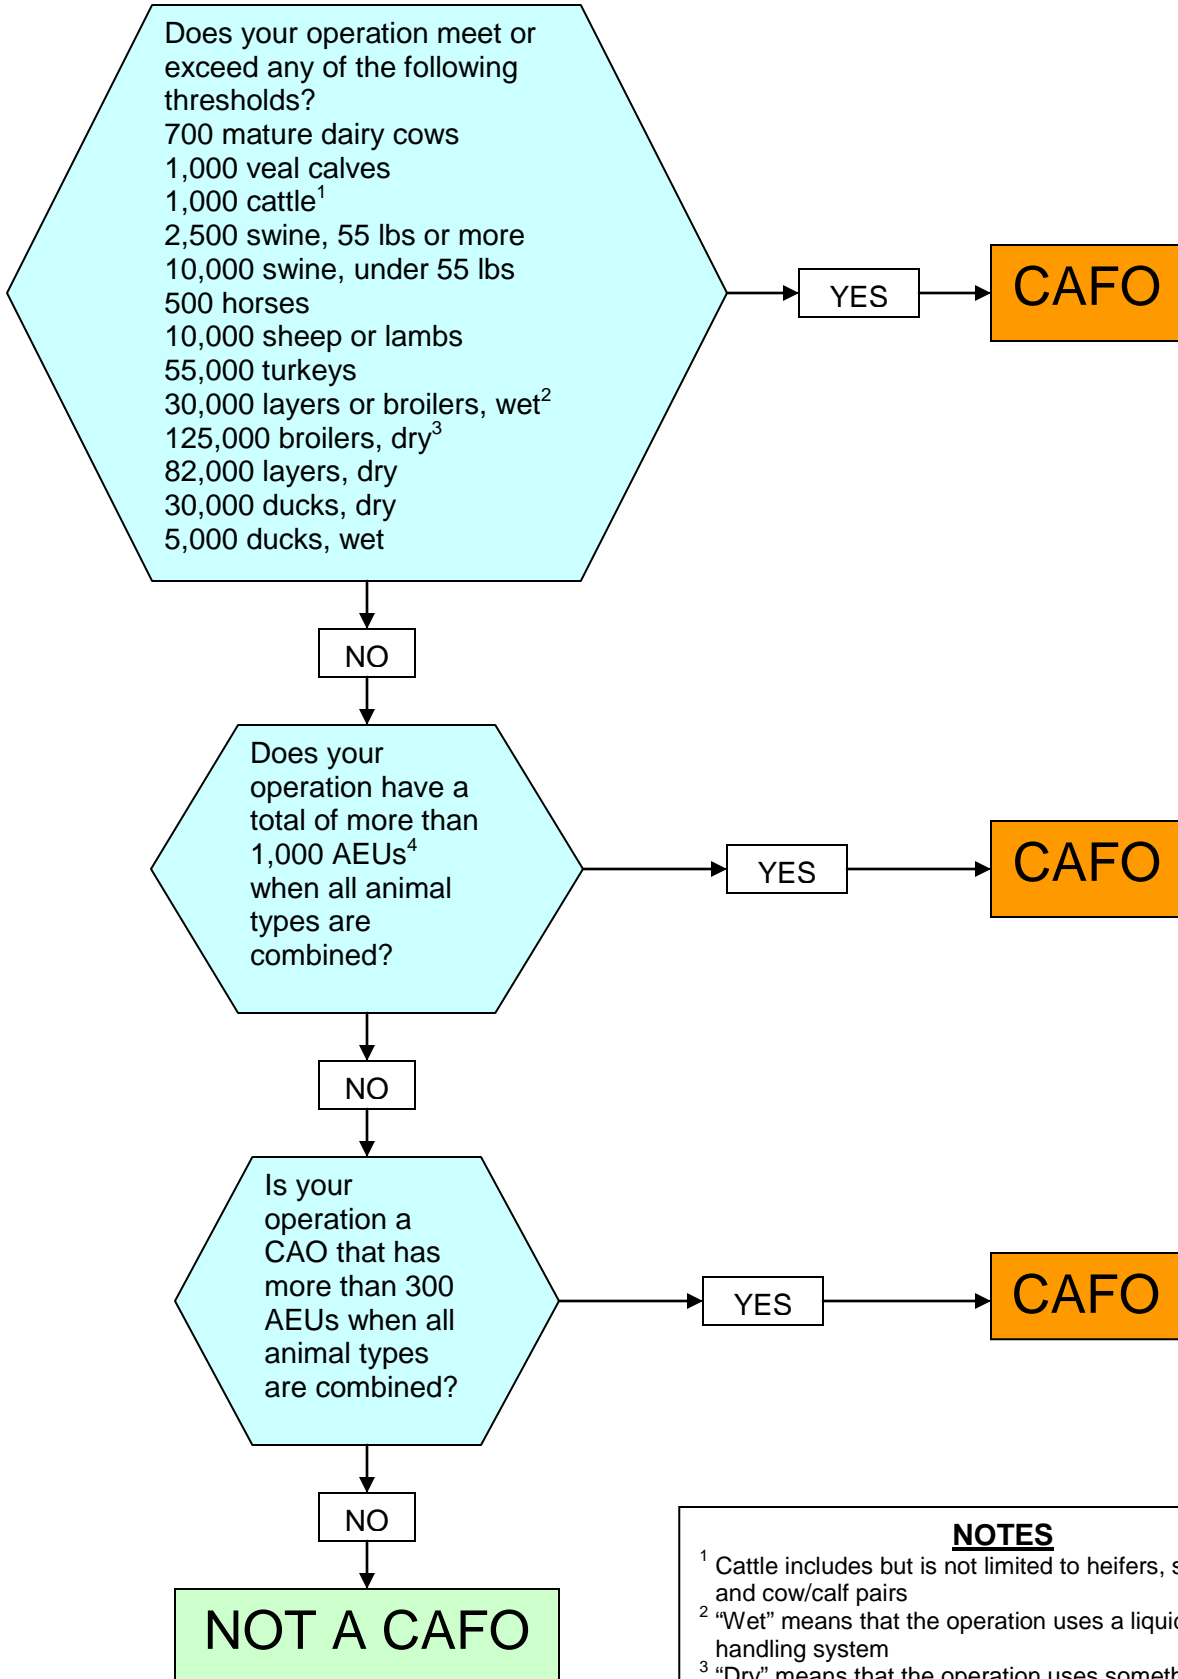 Does your operation meet or
exceed any of the following
thresholds?
700 mature dairy cows
1,000 veal calves
1,000 cattle¹
2,500 swine, 55 lbs or more
10,000 swine, under 55 lbs
500 horses
10,000 sheep or lambs
55,000 turkeys
30,000 layers or broilers, wet²
125,000 broilers, dry³
82,000 layers, dry
30,000 ducks, dry
5,000 ducks, wet
YES
CAFO
NO
Does your
operation have a
total of more than
1,000 AEUs⁴
when all animal
types are
combined?
YES
CAFO
NO
Is your
operation a
CAO that has
more than 300
AEUs when all
animal types
are combined?
YES
CAFO
NO
NOT A CAFO
NOTES
¹ Cattle includes but is not limited to heifers,
and cow/calf pairs
² “Wet” means that the operation uses a
handling system
³ “Dry” means that the operation uses